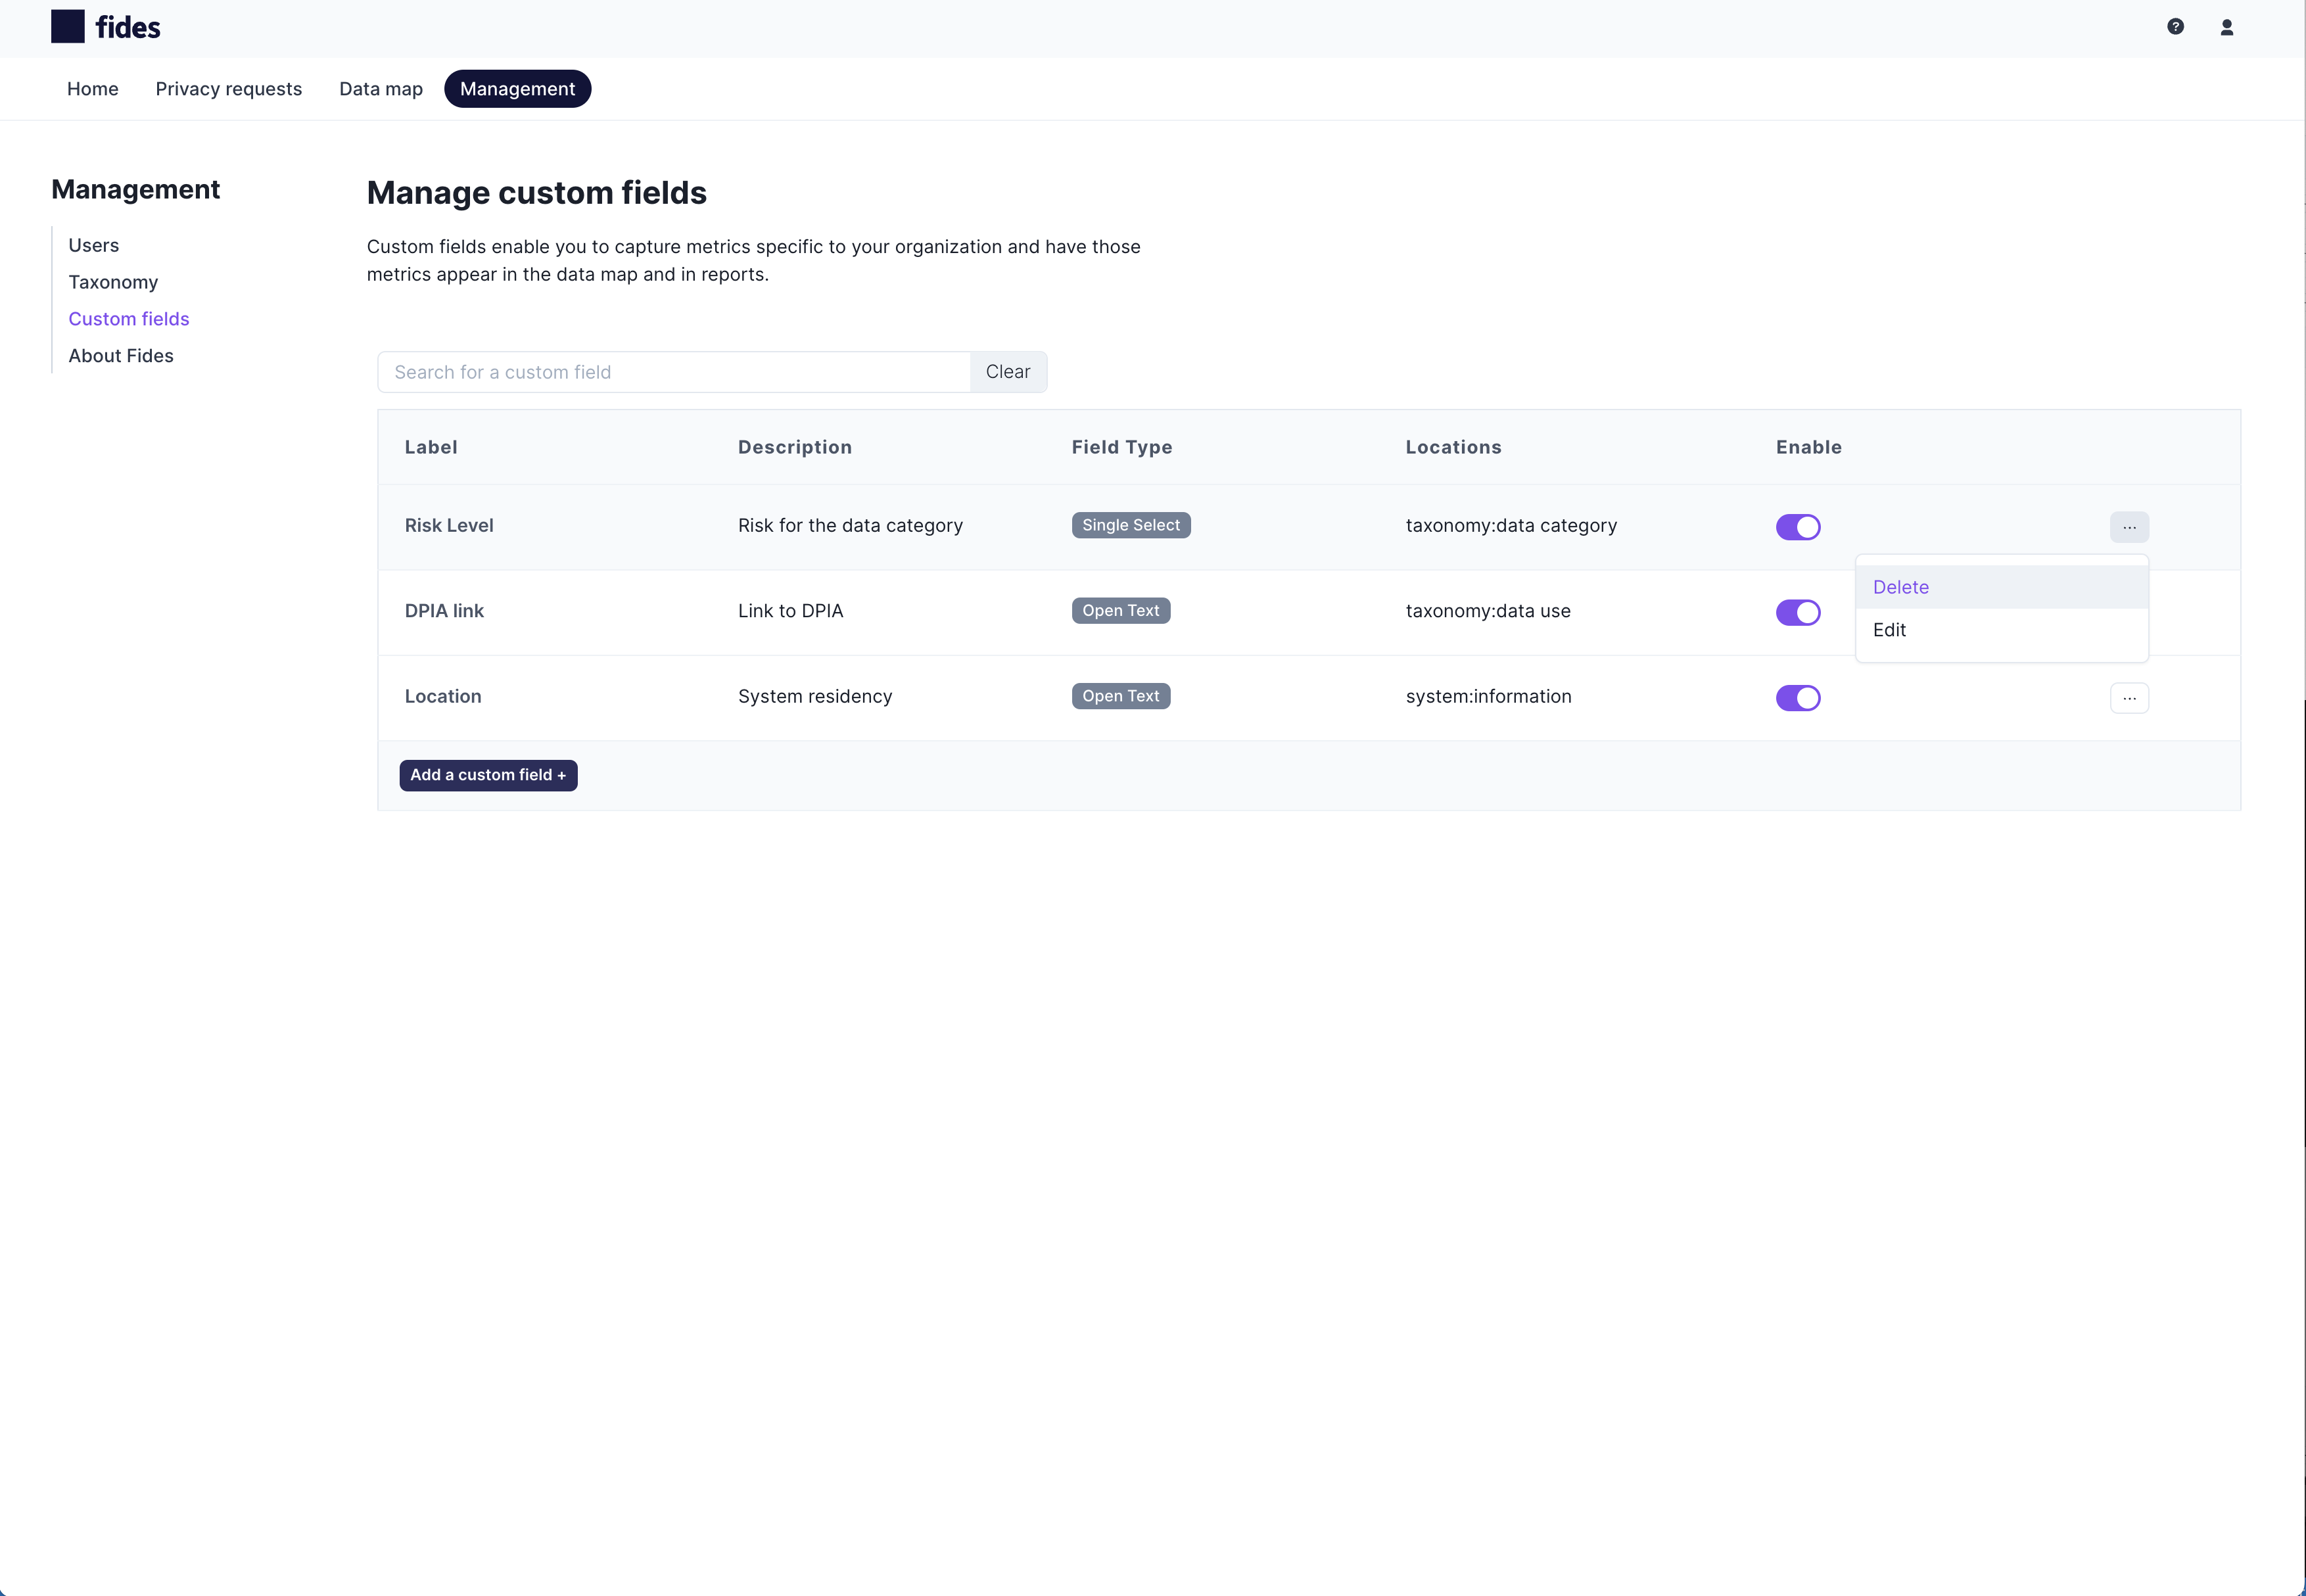 fides
Home Privacy requests Data map Management
Management
Users
Taxonomy
Custom fields
About Fides
Manage custom fields
Custom fields enable you to capture metrics specific to your organization and have those
metrics appear in the data map and in reports.
Search for a custom field Clear
Label Description Field Type Locations Enable
Risk Level Risk for the data category Single Select taxonomy:data category ...
Delete
DPIA link Link to DPIA Open Text taxonomy:data use
Edit
Location System residency Open Text system:information ...
Add a custom field +